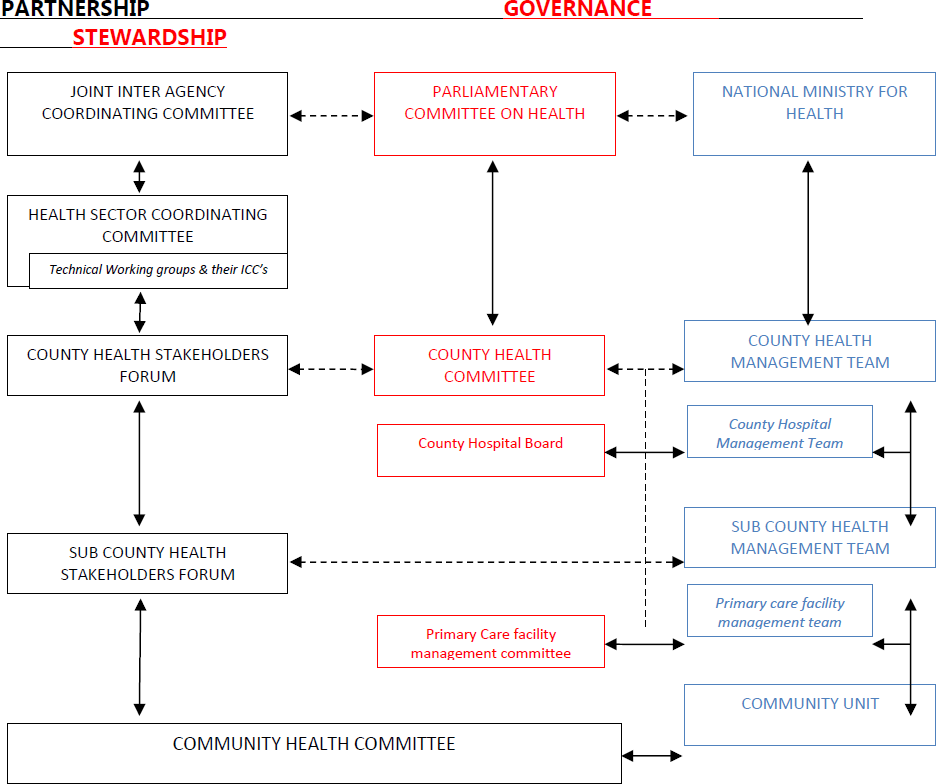 PARTNERSHIP GOVERNANCE
STEWARDSHIP
JOINT INTER AGENCY
COORDINATING COMMITTEE
PARLIAMENTARY
COMMITTEE ON HEALTH
NATIONAL MINISTRY FOR
HEALTH
HEALTH SECTOR COORDINATING
COMMITTEE
Technical Working groups & their ICC's
COUNTY HEALTH STAKEHOLDERS
FORUM
COUNTY HEALTH
COMMITTEE
COUNTY HEALTH
MANAGEMENT TEAM
County Hospital Board
County Hospital
Management Team
SUB COUNTY HEALTH
STAKEHOLDERS FORUM
SUB COUNTY HEALTH
MANAGEMENT TEAM
Primary Care facility
management committee
Primary care facility
management team
COMMUNITY HEALTH COMMITTEE
COMMUNITY UNIT